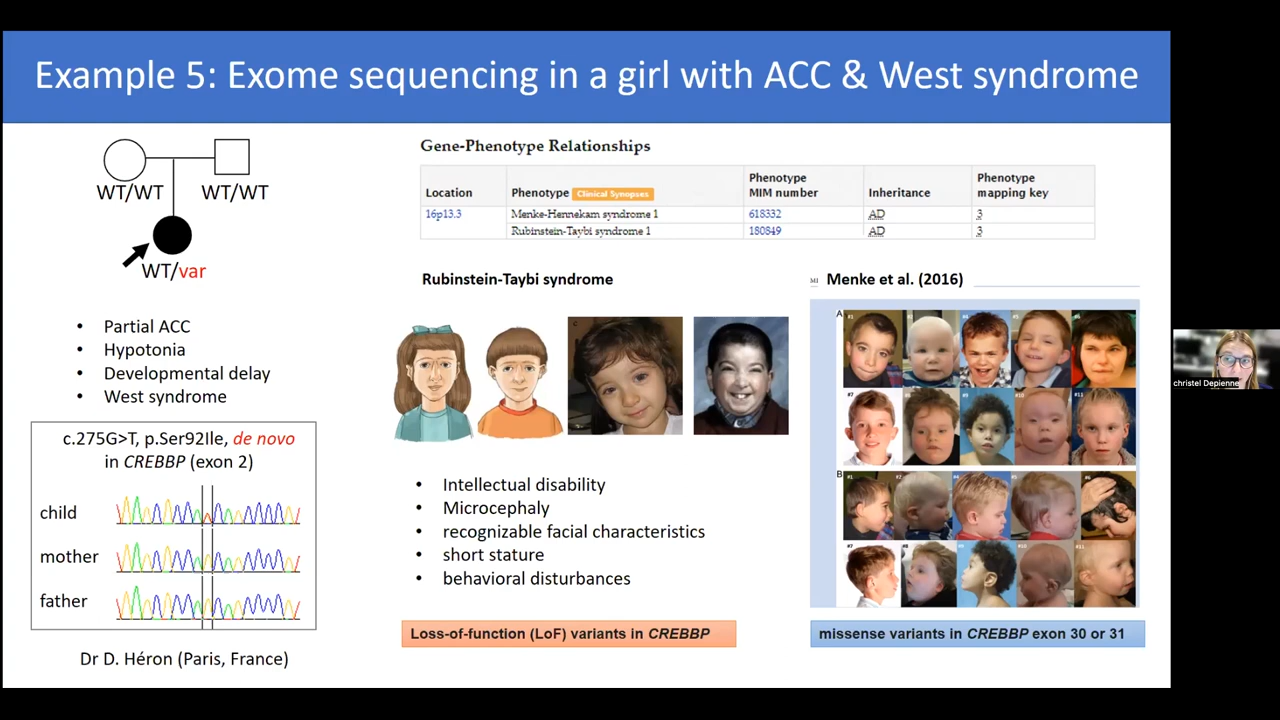 Example 5: Exome sequencing in a girl with ACC & West syndrome
WT/WT
WT/WT
WT/var
• Partial ACC
• Hypotonia
• Developmental delay
• West syndrome
c.275G>T, p.Ser92Ile, de novo
in CREBBP (exon 2)
child
mother
father
Dr D. Héron (Paris, France)
Gene-Phenotype Relationships
Location
Phenotype Clinical Synopses
Phenotype
MIM number
Inheritance
Phenotype
mapping key
16p13.3
Menke-Hennekam syndrome 1
618332
AD
3
Rubinstein-Taybi syndrome 1
180849
AD
3
Rubinstein-Taybi syndrome
• Intellectual disability
• Microcephaly
• recognizable facial characteristics
• short stature
• behavioral disturbances
Loss-of-function (LoF) variants in CREBBP
Menke et al. (2016)
A
B
missense variants in CREBBP exon 30 or 31
christel Depienne